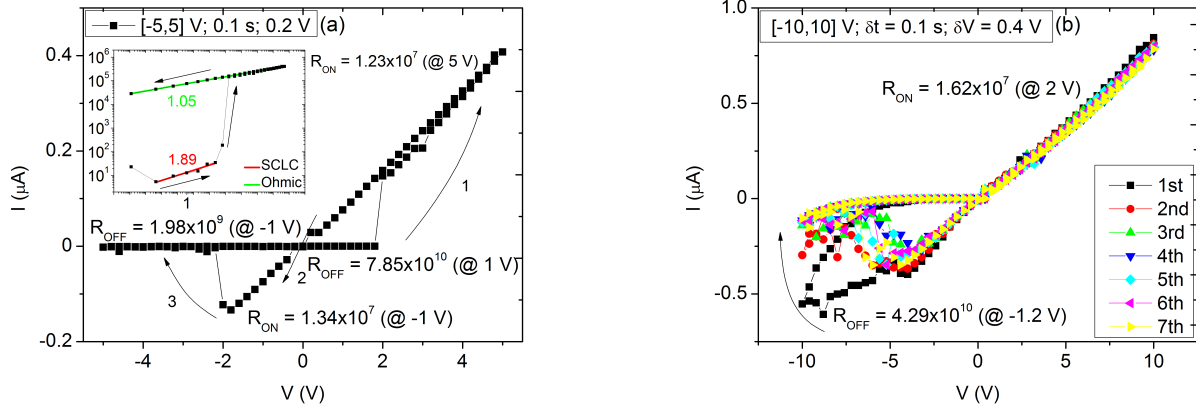 [-5,5] V; 0.1 s; 0.2 V
(a)
0.4
0.2
0
-0.2
I (μA)
-4
-2
0
2
4
V (V)
10⁶
10⁵
10⁴
10³
10²
10¹
1
1.05
1.89
SCLC
Ohmic
R_ON = 1.23x10⁷ (@ 5 V)
1
R_OFF = 1.98x10⁹ (@ -1 V)
R_OFF = 7.85x10¹⁰ (@ 1 V)
2
3
R_ON = 1.34x10⁷ (@ -1 V)
[-10,10] V; δt = 0.1 s; δV = 0.4 V
(b)
1.0
0.5
0
-0.5
I (μA)
-10
-5
0
5
10
V (V)
R_ON = 1.62x10⁷ (@ 2 V)
R_OFF = 4.29x10¹⁰ (@ -1.2 V)
1st
2nd
3rd
4th
5th
6th
7th